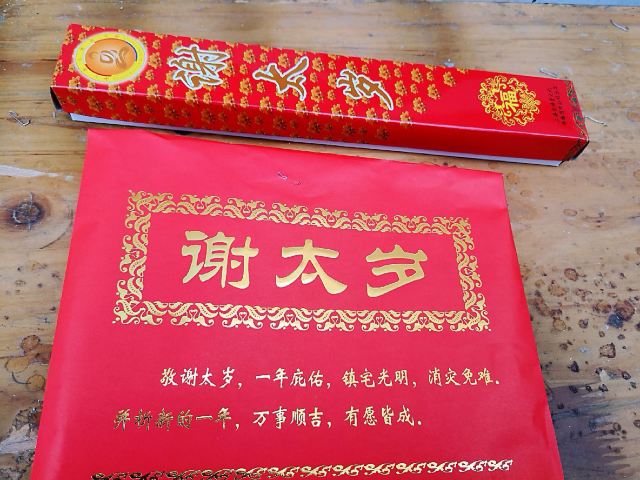 谢太岁
福
谢太岁
敬谢太岁，一年庇佑，镇宅光明，消灾免难.
并祈新的一年，万事顺吉，有愿皆成.